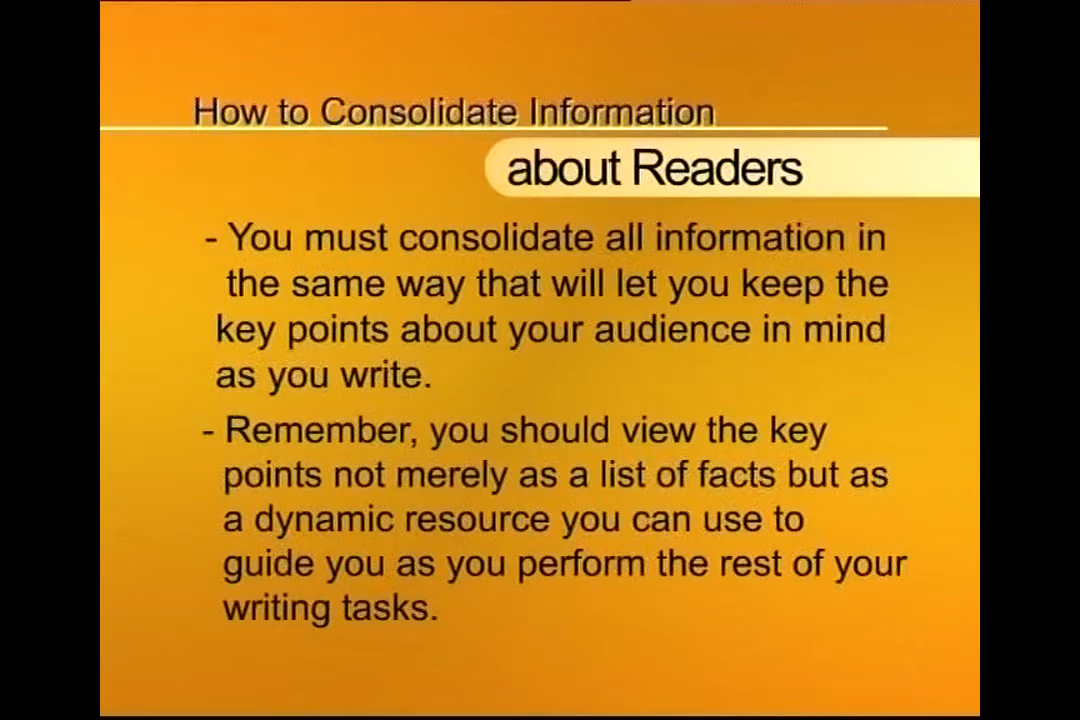 How to Consolidate Information
about Readers
- You must consolidate all information in
the same way that will let you keep the
key points about your audience in mind
as you write.
- Remember, you should view the key
points not merely as a list of facts but as
a dynamic resource you can use to
guide you as you perform the rest of your
writing tasks.